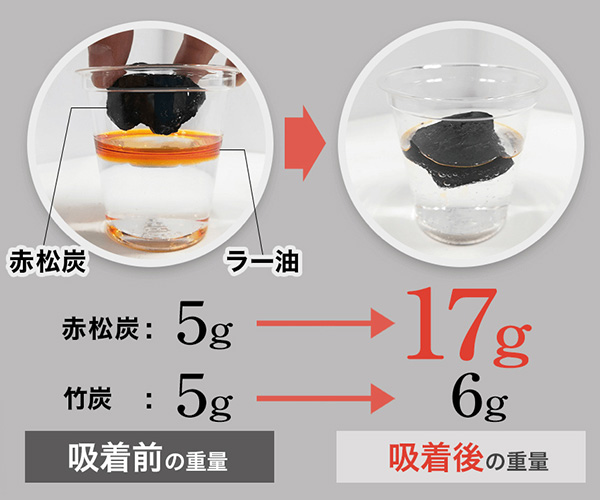 赤松炭
ラー油
赤松炭: 5g 17g
竹炭 : 5g 6g
吸着前の重量
吸着後の重量